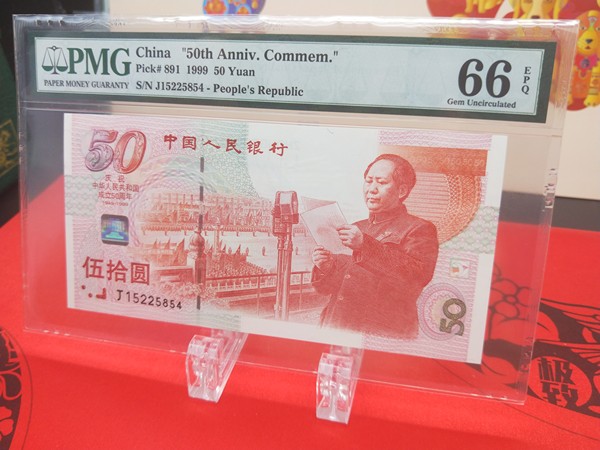 PMG
PAPER MONEY GUARANTY
China "50th Anniv. Commem."
Pick# 891 1999 50 Yuan
S/N J15225854 - People's Republic
66
EPQ
Gem Uncirculated
50
中国人民银行
庆祝
中华人民共和国
成立50周年
伍拾圆
J15225854
50
极致